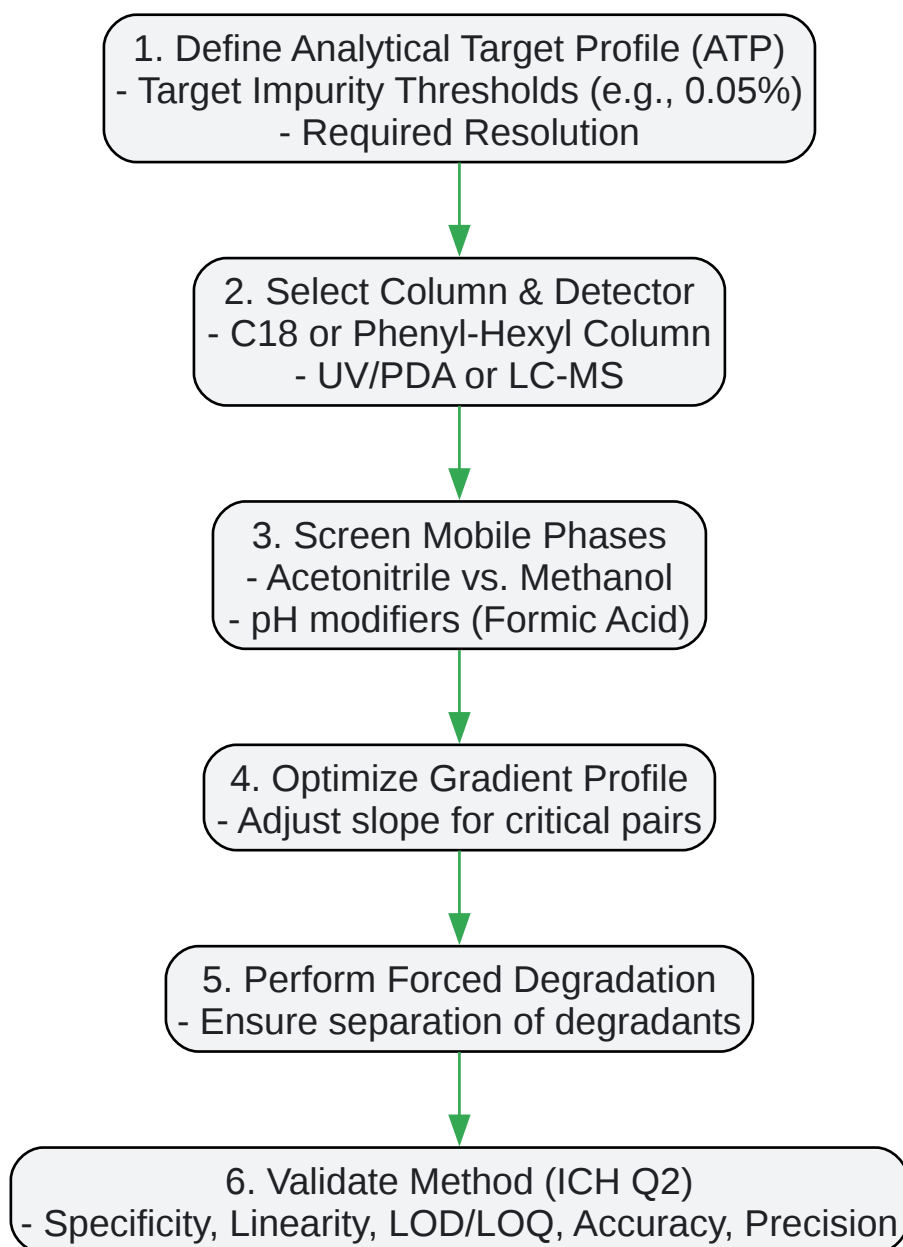 1. Define Analytical Target Profile (ATP)
- Target Impurity Thresholds (e.g., 0.05%)
- Required Resolution
2. Select Column & Detector
- C18 or Phenyl-Hexyl Column
- UV/PDA or LC-MS
3. Screen Mobile Phases
- Acetonitrile vs. Methanol
- pH modifiers (Formic Acid)
4. Optimize Gradient Profile
- Adjust slope for critical pairs
5. Perform Forced Degradation
- Ensure separation of degradants
6. Validate Method (ICH Q2)
- Specificity, Linearity, LOD/LOQ, Accuracy, Precision